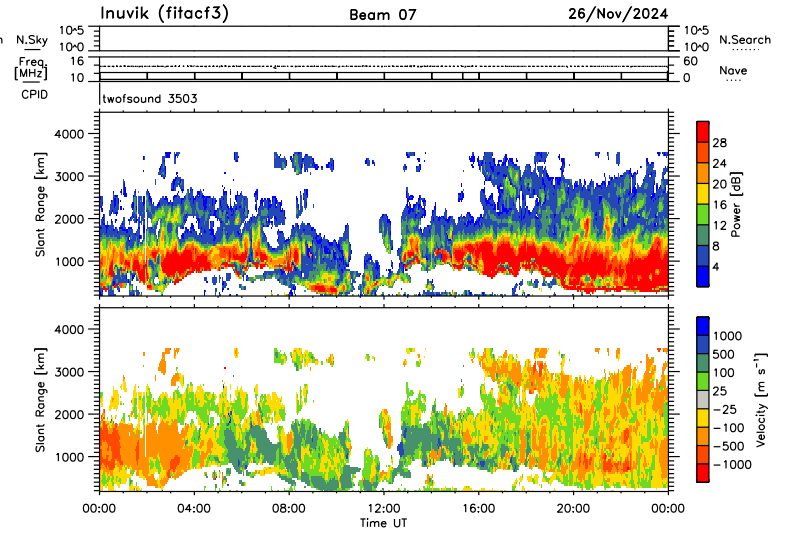 Inuvik (fitacf3) Beam 07 26/Nov/2024
N.Sky 10^5 10^0 10^5 10^0 N.Search
Freq. [MHz] 16 10 60 0 Nave
CPID twofsound 3503
Slant Range [km] 4000 3000 2000 1000
28 24 20 16 12 8 4 Power [dB]
Slant Range [km] 4000 3000 2000 1000
1000 500 100 25 −25 −100 −500 −1000 Velocity [m s⁻¹]
00:00 04:00 08:00 12:00 16:00 20:00 00:00
Time UT